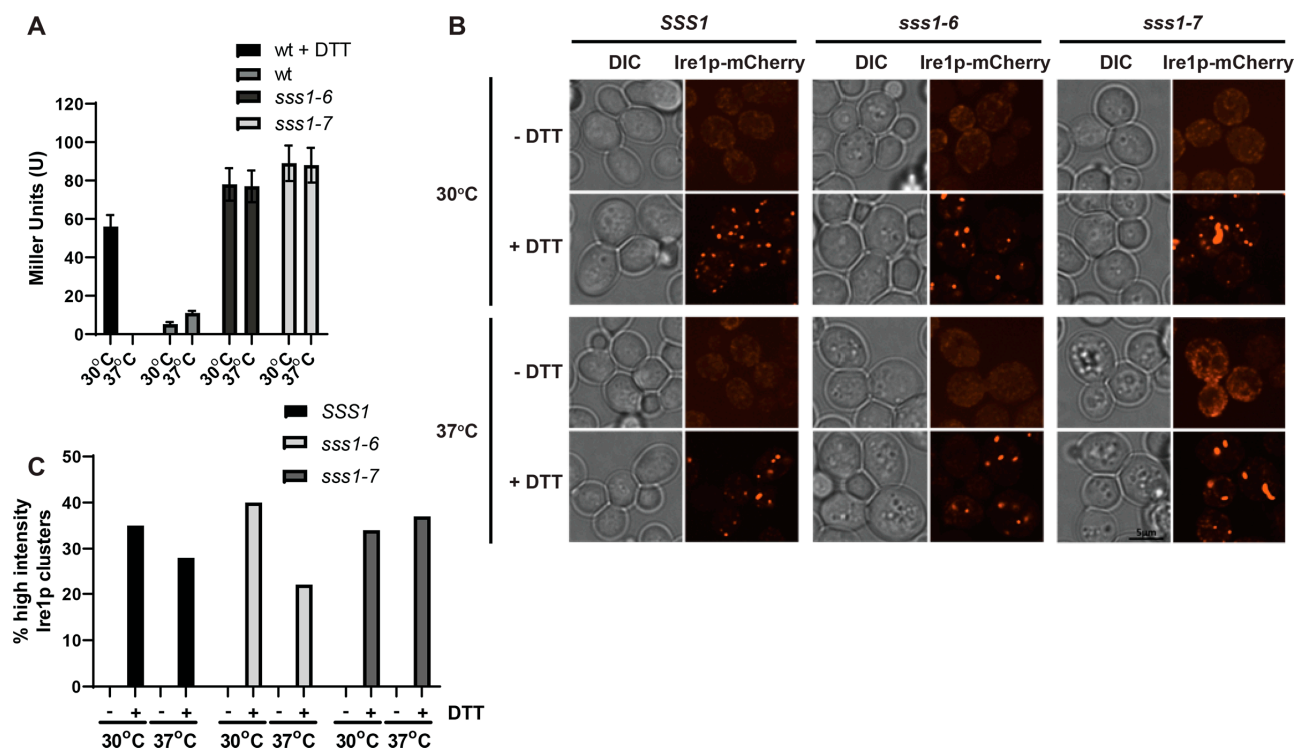 A
wt + DTT
wt
sss1-6
sss1-7
Miller Units (U)
120
100
80
60
40
20
0
30°C 37°C 30°C 37°C 30°C 37°C 30°C 37°C
B
SSS1 sss1-6 sss1-7
DIC Ire1p-mCherry DIC Ire1p-mCherry DIC Ire1p-mCherry
30°C
- DTT
+ DTT
37°C
- DTT
+ DTT
5µm
C
SSS1
sss1-6
sss1-7
% high intensity
Ire1p clusters
50
40
30
20
10
0
- + - + - + - + - + - + DTT
30°C 37°C 30°C 37°C 30°C 37°C